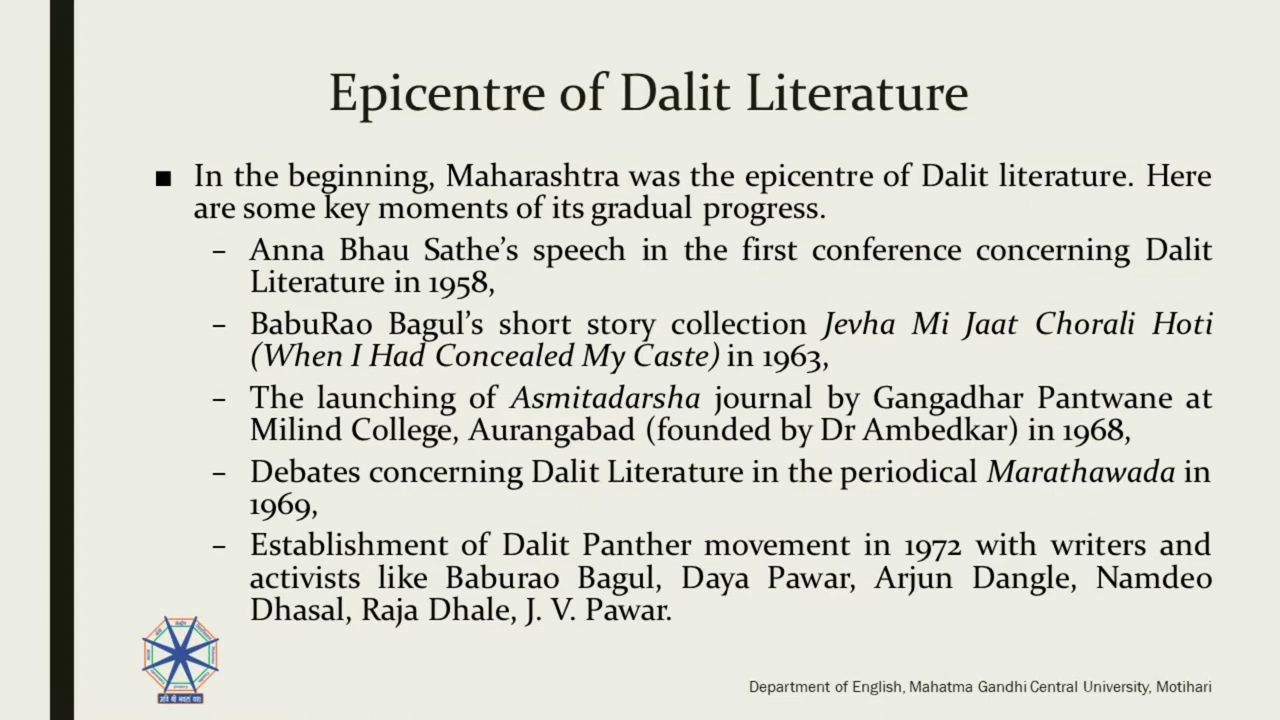 Epicentre of Dalit Literature
▪ In the beginning, Maharashtra was the epicentre of Dalit literature. Here
are some key moments of its gradual progress.
– Anna Bhau Sathe's speech in the first conference concerning Dalit
Literature in 1958,
– BabuRao Bagul's short story collection Jevha Mi Jaat Chorali Hoti
(When I Had Concealed My Caste) in 1963,
– The launching of Asmitadarsha journal by Gangadhar Pantwane at
Milind College, Aurangabad (founded by Dr Ambedkar) in 1968,
– Debates concerning Dalit Literature in the periodical Marathawada in
1969,
– Establishment of Dalit Panther movement in 1972 with writers and
activists like Baburao Bagul, Daya Pawar, Arjun Dangle, Namdeo
Dhasal, Raja Dhale, J. V. Pawar.
Department of English, Mahatma Gandhi Central University, Motihari